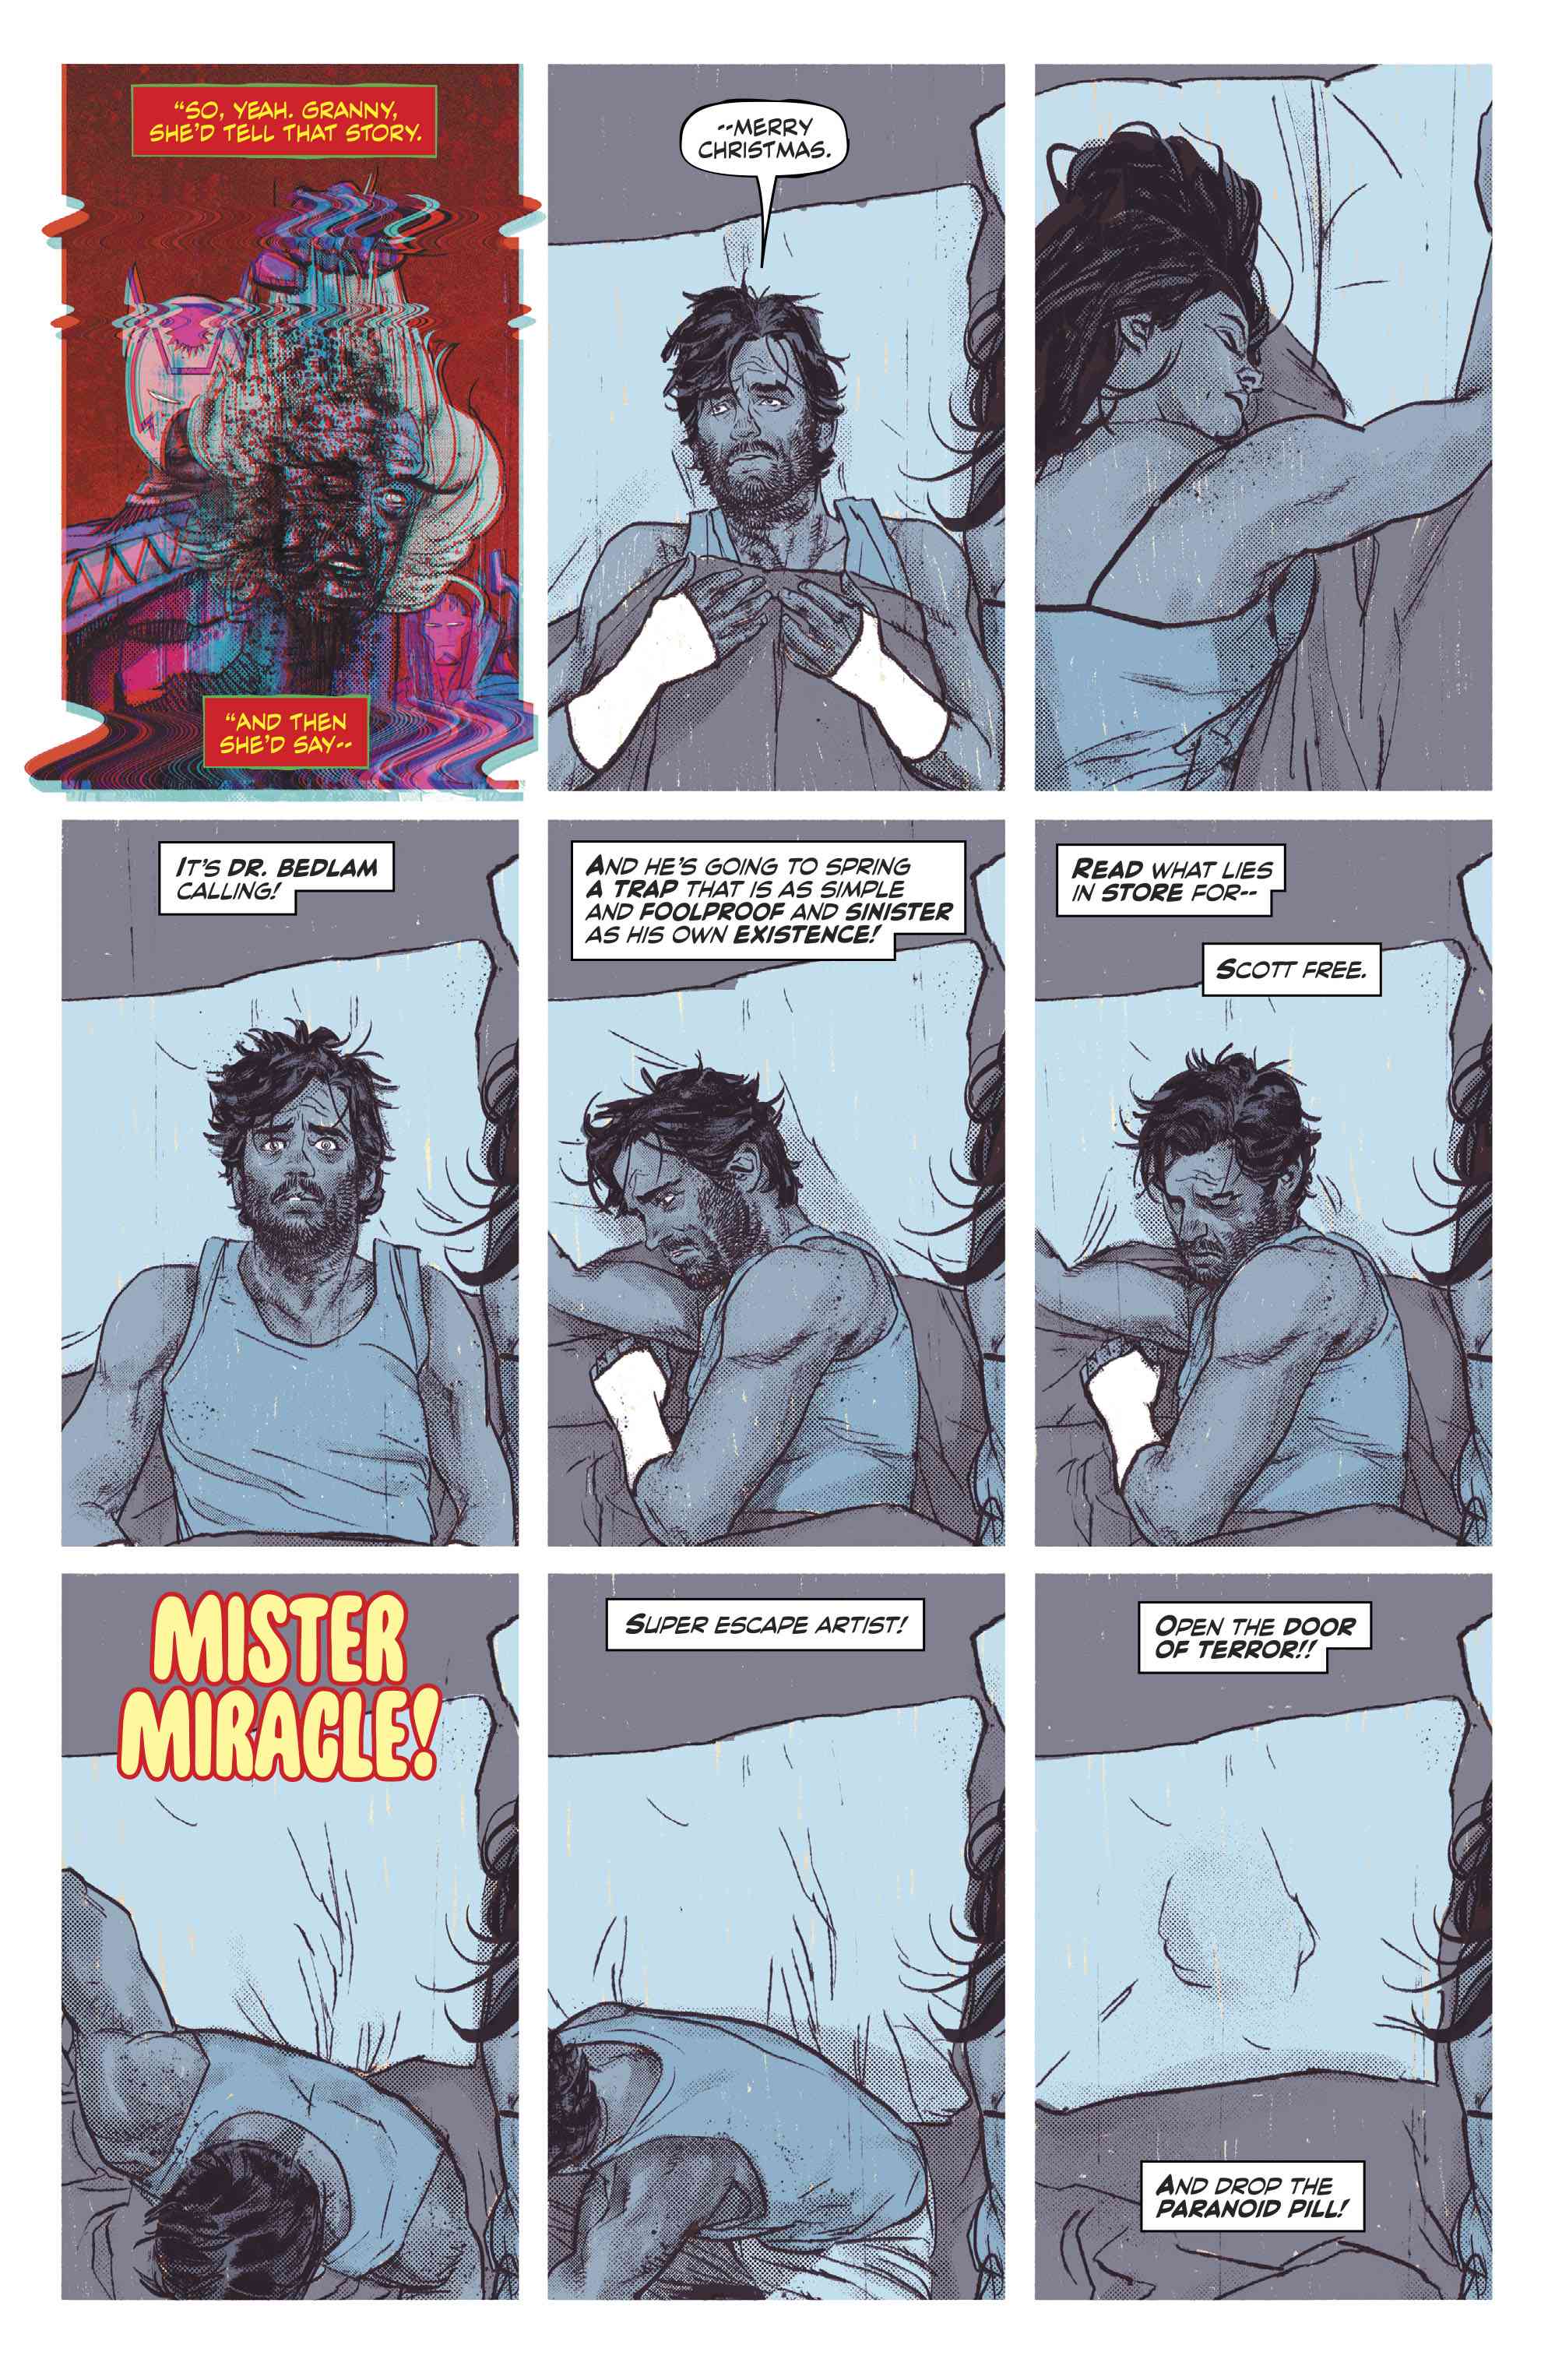 "SO, YEAH. GRANNY,
SHE'D TELL THAT STORY.
"AND THEN
SHE'D SAY--
--MERRY
CHRISTMAS.
IT'S DR. BEDLAM
CALLING!
AND HE'S GOING TO SPRING
A TRAP THAT IS AS SIMPLE
AND FOOLPROOF AND SINISTER
AS HIS OWN EXISTENCE!
READ WHAT LIES
IN STORE FOR--
SCOTT FREE.
MISTER
MIRACLE!
SUPER ESCAPE ARTIST!
OPEN THE DOOR
OF TERROR!!
AND DROP THE
PARANOID PILL!